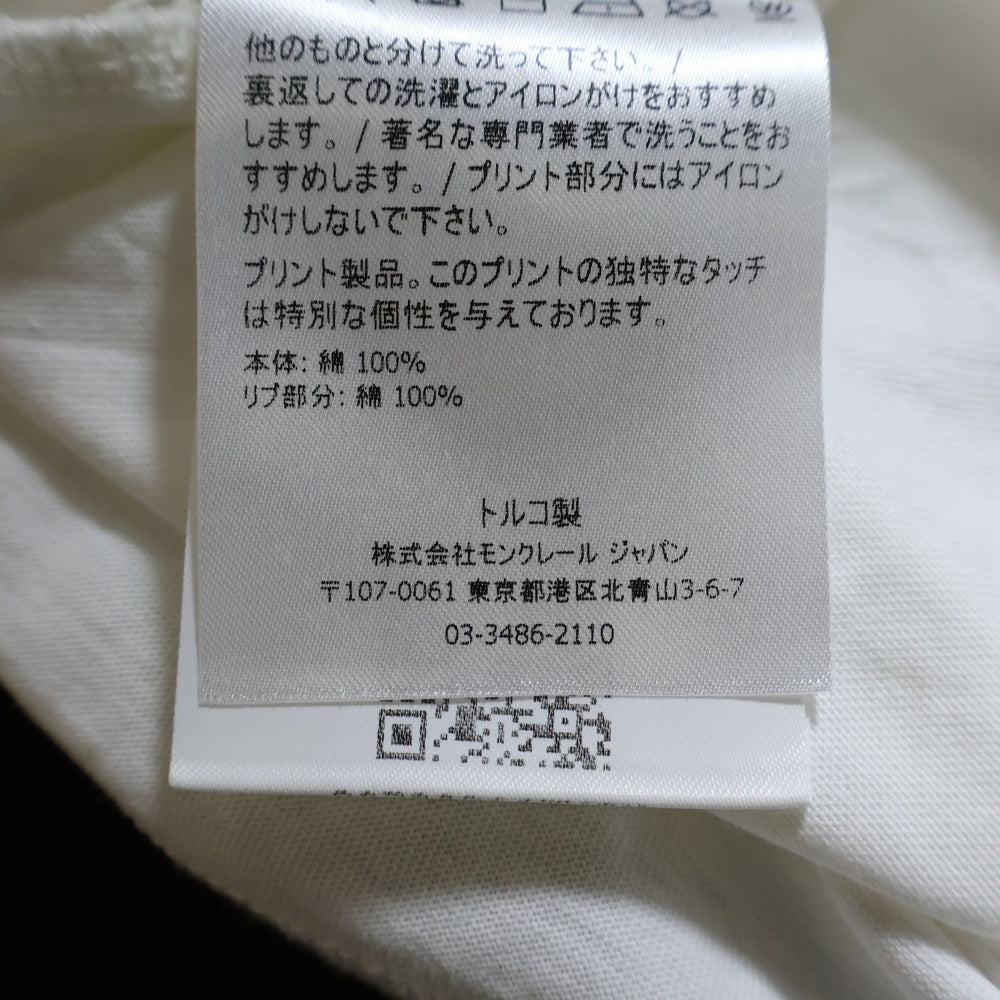 他のものと分けて洗って下さい。/
裏返しての洗濯とアイロンがけをおすすめ
します。/ 著名な専門業者で洗うことをお
すすめします。/ プリント部分にはアイロン
がけしないで下さい。
プリント製品。このプリントの独特なタッチ
は特別な個性を与えております。
本体: 綿 100%
リブ部分: 綿 100%
トルコ製
株式会社モンクレール ジャパン
〒107-0061 東京都港区北青山3-6-7
03-3486-2110